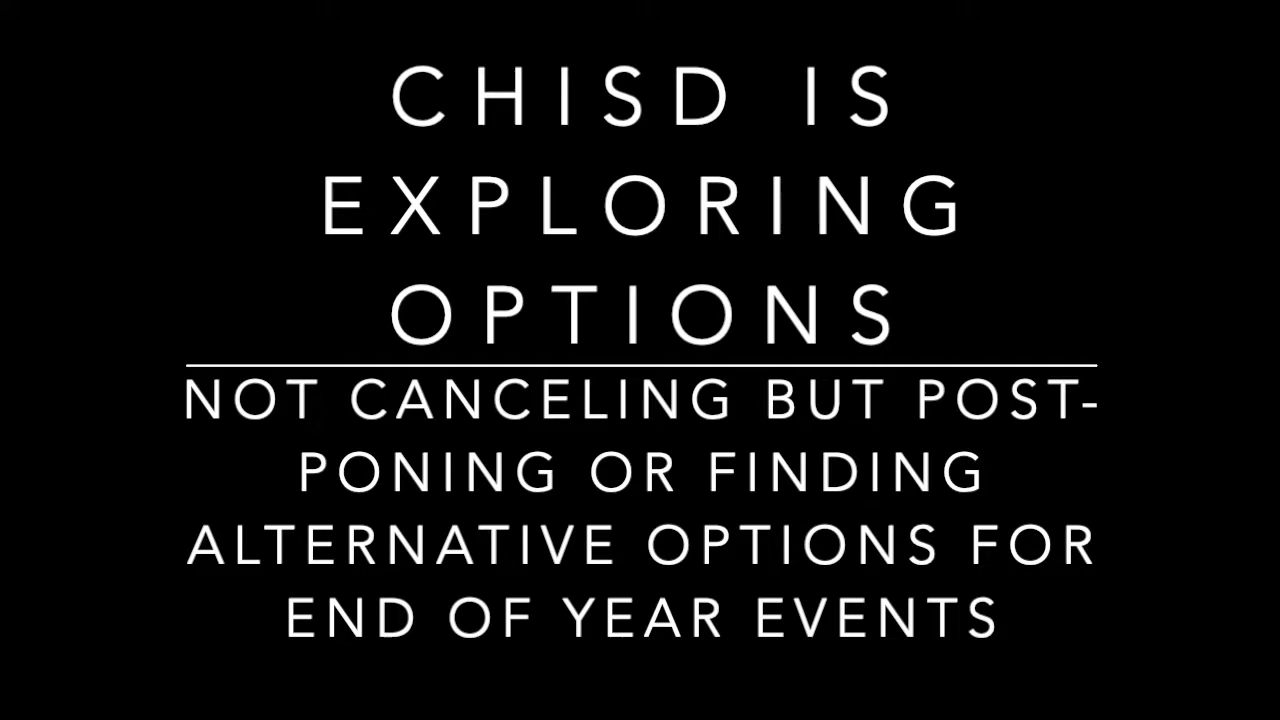 CHISD IS
EXPLORING
OPTIONS
NOT CANCELING BUT POST-
PONING OR FINDING
ALTERNATIVE OPTIONS FOR
END OF YEAR EVENTS